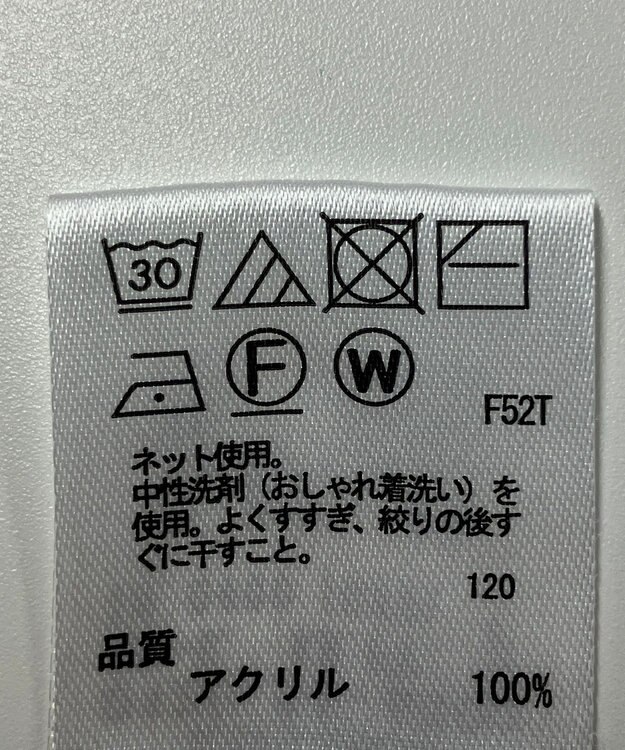 30
F W
F52T
ネット使用。
中性洗剤（おしゃれ着洗い）を
使用。よくすすぎ、絞りの後す
ぐに干すこと。
120
品質
アクリル 100%